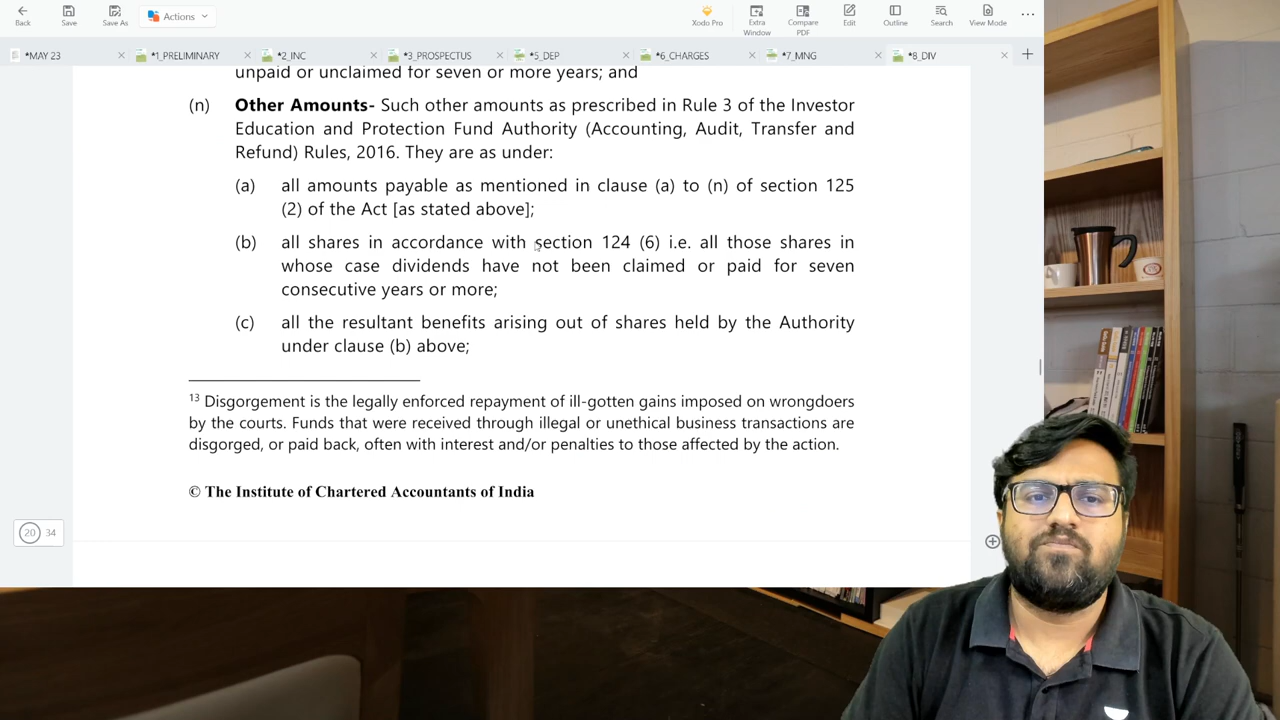 Back
Save
Save As
Actions
Xodo Pro
Extra Window
Compare PDF
Edit
Outline
Search
View Mode
*MAY 23
*1_PRELIMINARY
*2_INC
*3_PROSPECTUS
*5_DEP
*6_CHARGES
*7_MNG
*8_DIV
unpaid or unclaimed for seven or more years; and
(n) Other Amounts- Such other amounts as prescribed in Rule 3 of the Investor
Education and Protection Fund Authority (Accounting, Audit, Transfer and
Refund) Rules, 2016. They are as under:
(a) all amounts payable as mentioned in clause (a) to (n) of section 125
(2) of the Act [as stated above];
(b) all shares in accordance with section 124 (6) i.e. all those shares in
whose case dividends have not been claimed or paid for seven
consecutive years or more;
(c) all the resultant benefits arising out of shares held by the Authority
under clause (b) above;
13 Disgorgement is the legally enforced repayment of ill-gotten gains imposed on wrongdoers
by the courts. Funds that were received through illegal or unethical business transactions are
disgorged, or paid back, often with interest and/or penalties to those affected by the action.
© The Institute of Chartered Accountants of India
20 34